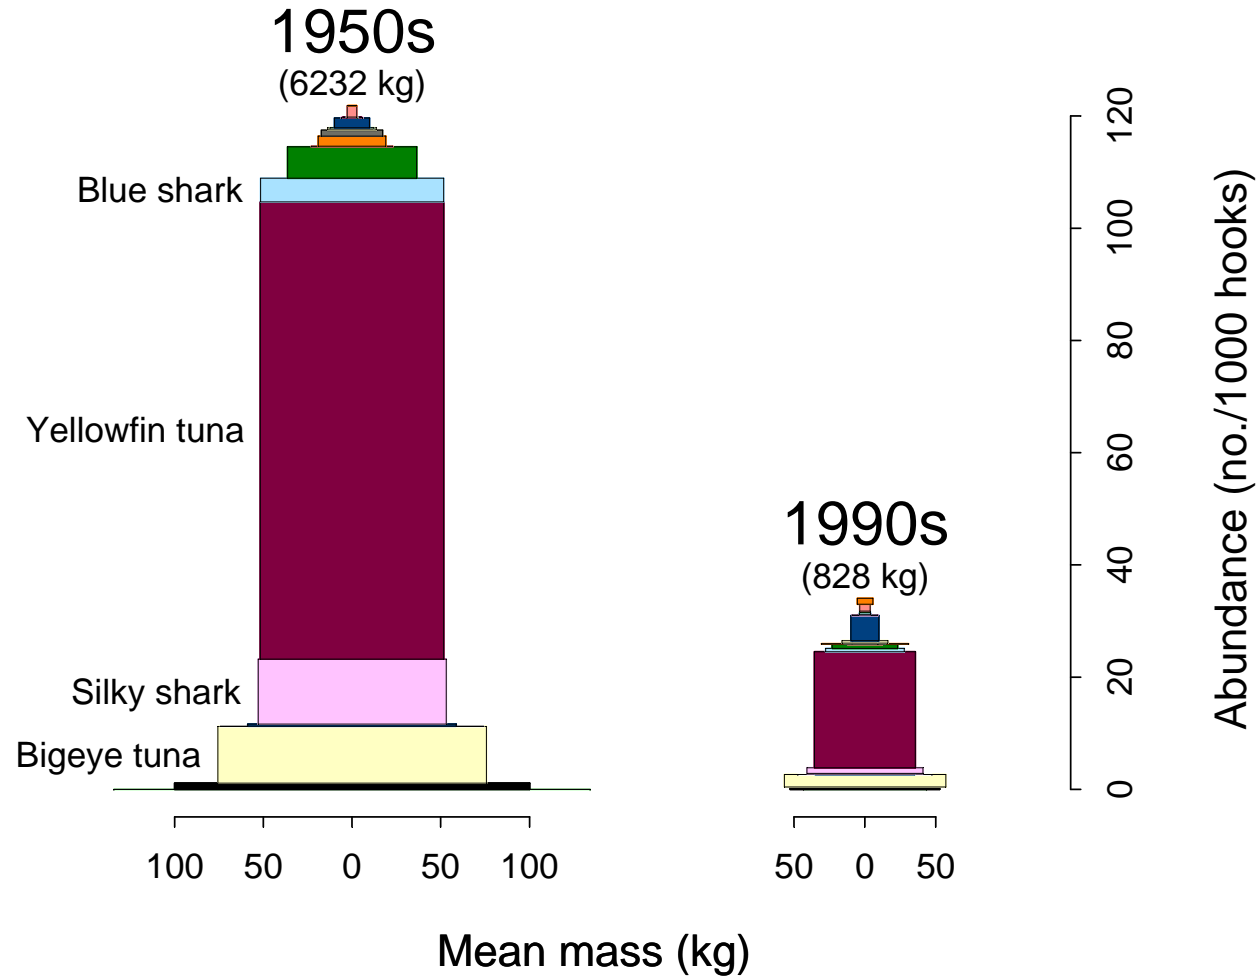 1950s
(6232 kg)
Blue shark
Yellowfin tuna
Silky shark
Bigeye tuna
100 50 0 50 100
1990s
(828 kg)
50 0 50
Mean mass (kg)
120
100
80
60
40
20
0
Abundance (no./1000 hooks)